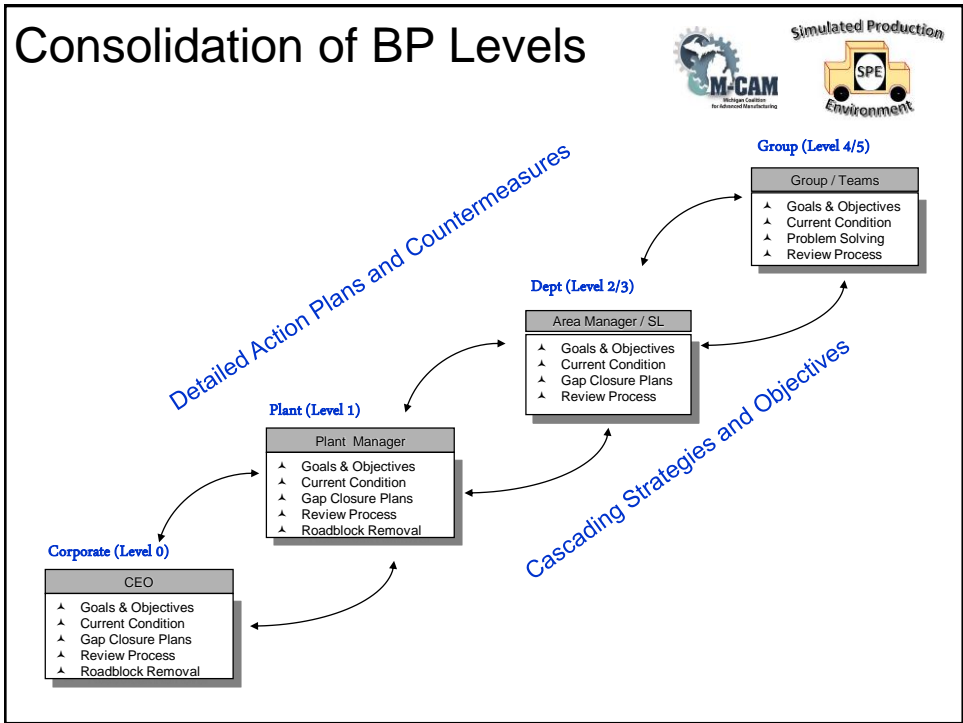 Consolidation of BP Levels
M-CAM
Michigan Coalition
for Advanced Manufacturing
Simulated Production
SPE
Environment
Detailed Action Plans and Countermeasures
Cascading Strategies and Objectives
Group (Level 4/5)
Group / Teams
Goals & Objectives
Current Condition
Problem Solving
Review Process
Dept (Level 2/3)
Area Manager / SL
Goals & Objectives
Current Condition
Gap Closure Plans
Review Process
Plant (Level 1)
Plant Manager
Goals & Objectives
Current Condition
Gap Closure Plans
Review Process
Roadblock Removal
Corporate (Level 0)
CEO
Goals & Objectives
Current Condition
Gap Closure Plans
Review Process
Roadblock Removal